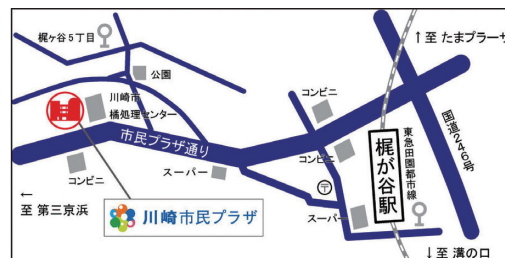 梶ヶ谷5丁目
↑至 たまプラーザ
公園
コンビニ
川崎市
橘処理センター
国道246号
市民プラザ通り
コンビニ
梶が谷駅
東急田園都市線
コンビニ
スーパー
〒
スーパー
←
至 第三京浜
川崎市民プラザ
↓至 溝の口